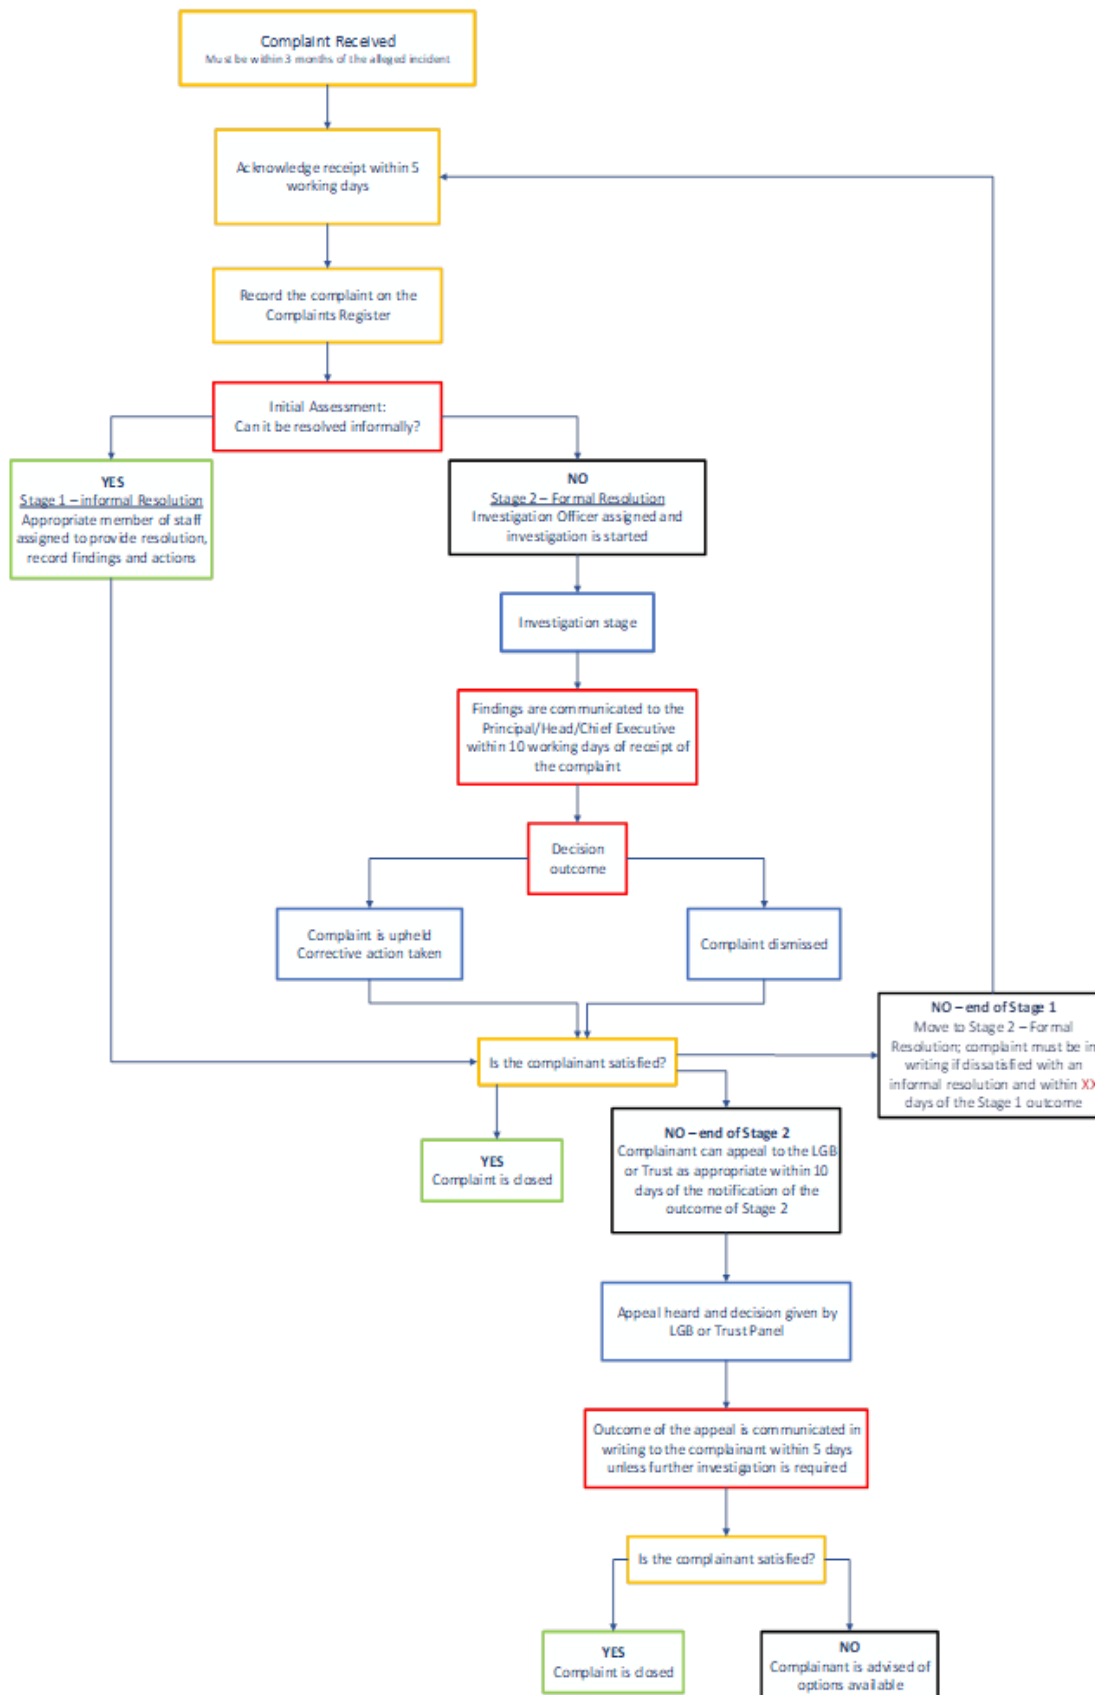 Complaint Received
Must be within 3 months of the alleged incident
Acknowledge receipt within 5
working days
Record the complaint on the
Complaints Register
Initial Assessment:
Can it be resolved informally?
YES
Stage 1 – informal Resolution
Appropriate member of staff
assigned to provide resolution,
record findings and actions
NO
Stage 2 – Formal Resolution
Investigation Officer assigned and
investigation is started
Investigation stage
Findings are communicated to the
Principal/Head/Chief Executive
within 10 working days of receipt of
the complaint
Decision
outcome
Complaint is upheld
Corrective action taken
Complaint dismissed
NO – end of Stage 1
Move to Stage 2 – Formal
Resolution; complaint must be in
writing if dissatisfied with an
informal resolution and within XX
days of the Stage 1 outcome
Is the complainant satisfied?
YES
Complaint is closed
NO – end of Stage 2
Complainant can appeal to the LGB
or Trust as appropriate within 10
days of the notification of the
outcome of Stage 2
Appeal heard and decision given by
LGB or Trust Panel
Outcome of the appeal is communicated in
writing to the complainant within 5 days
unless further investigation is required
Is the complainant satisfied?
YES
Complaint is closed
NO
Complainant is advised of
options available